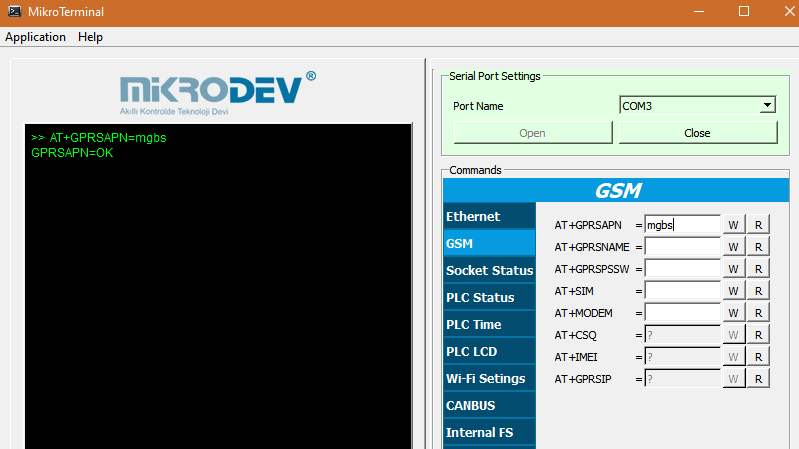 MikroTerminal
Application Help
MiKRODEV®
Akıllı Kontrolde Teknoloji Devi
>> AT+GPRSAPN=mgbs
GPRSAPN=OK
Serial Port Settings
Port Name COM3
Open Close
Commands
GSM
Ethernet
GSM
Socket Status
PLC Status
PLC Time
PLC LCD
Wi-Fi Setings
CANBUS
Internal FS
AT+GPRSAPN = mgbs W R
AT+GPRSNAME = W R
AT+GPRSPSSW = W R
AT+SIM = W R
AT+MODEM = W R
AT+CSQ = ? W R
AT+IMEI = ? W R
AT+GPRSIP = ? W R